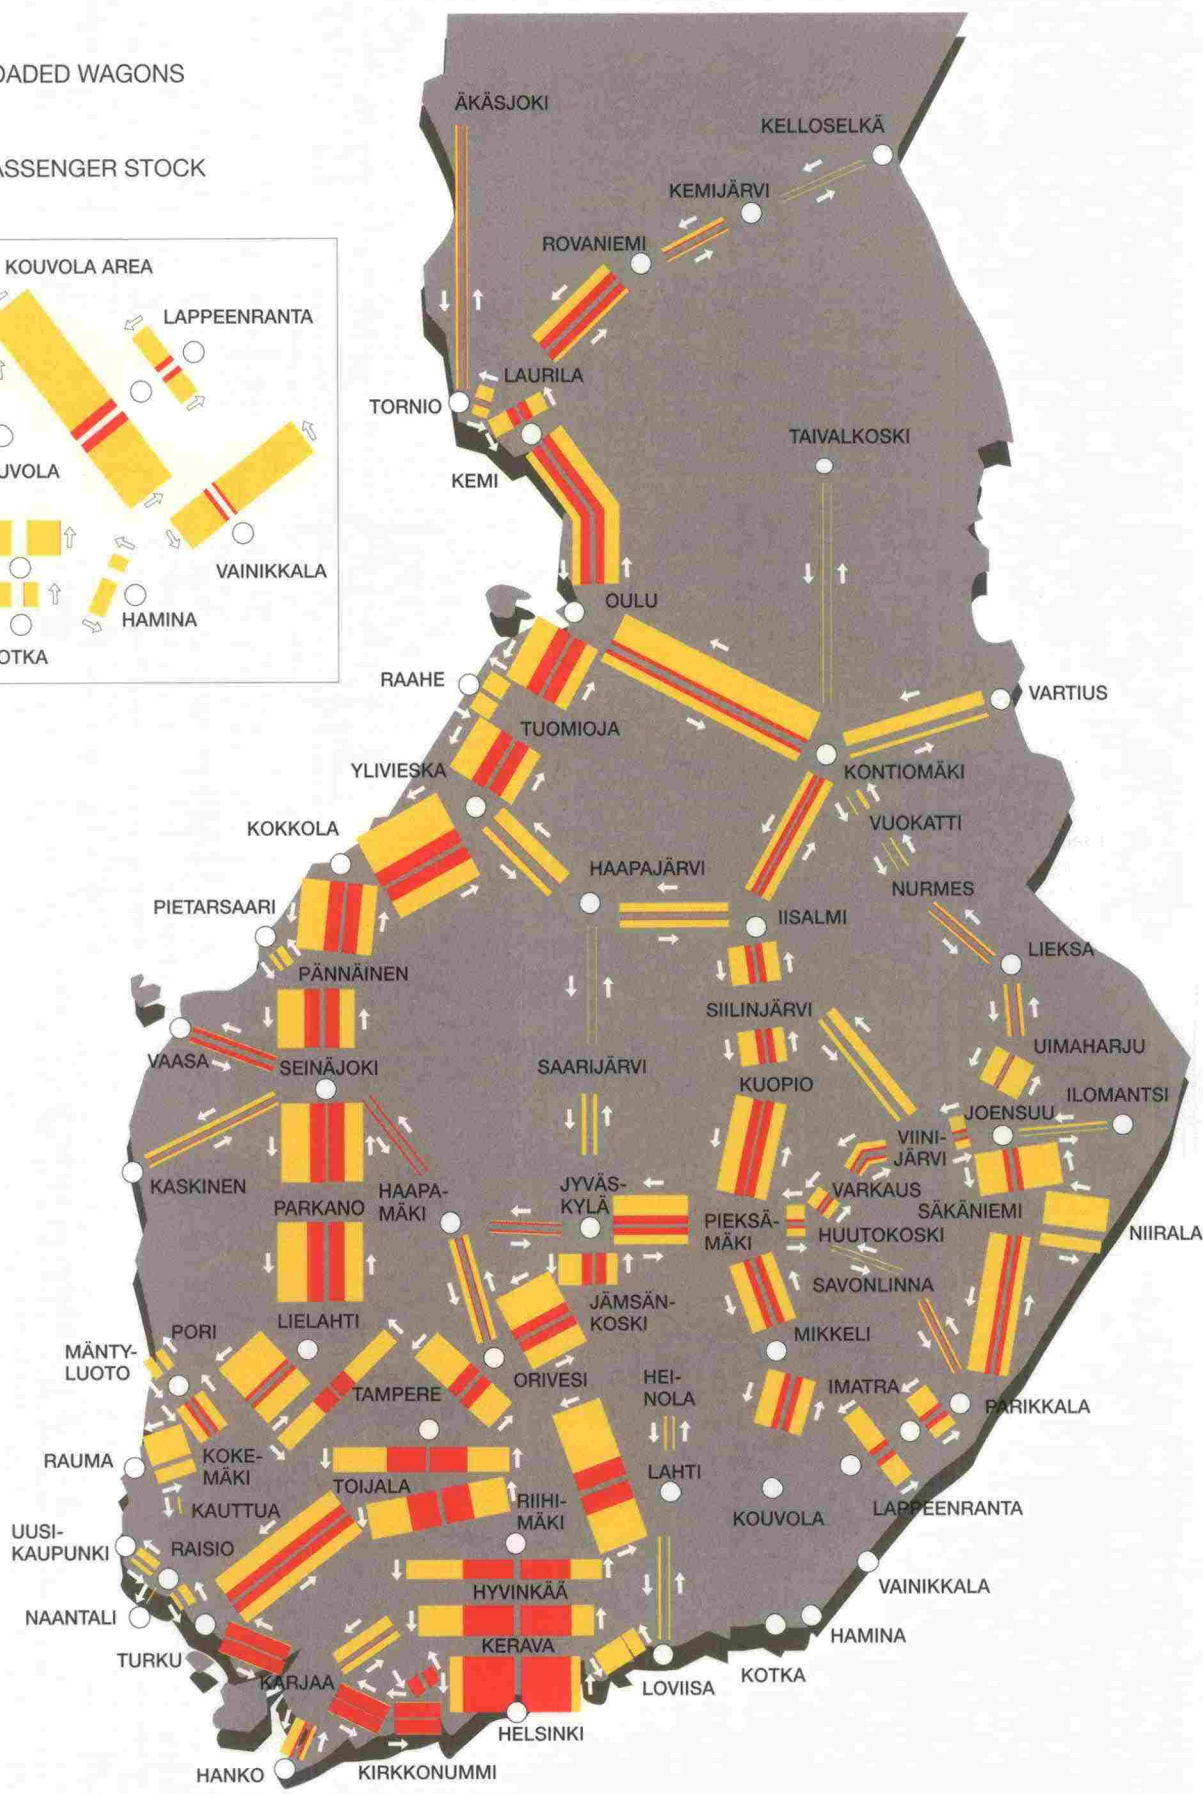 OADED WAGONS
ASSENGER STOCK
KOUVOLA AREA
LAPPEENRANTA
UVOLA
VAINIKKALA
HAMINA
OTKA
ÄKÄSJOKI
KELLOSELKÄ
KEMIJÄRVI
ROVANIEMI
LAURILA
TORNIO
TAIVALKOSKI
KEMI
OULU
RAAHE
VARTIUS
TUOMIOJA
YLIVIESKA
KONTIOMÄKI
VUOKATTI
KOKKOLA
HAAPAJÄRVI
NURMES
PIETARSAARI
IISALMI
LIEKSA
PÄNNÄINEN
SIILINJÄRVI
UIMAHARJU
VAASA
SEINÄJOKI
SAARIJÄRVI
KUOPIO
ILOMANTSI
JOENSUU
VIINI-
JÄRVI
KASKINEN
HAAPA-
MÄKI
JYVÄS-
KYLÄ
VARKAUS
PARKANO
PIEKSÄ-
MÄKI
SÄKÄNIEMI
HUUTOKOSKI
NIIRALA
SAVONLINNA
JÄMSÄN-
KOSKI
LIELAHTI
PORI
MIKKELI
MÄNTY-
LUOTO
ORIVESI
HEI-
NOLA
IMATRA
TAMPERE
PARIKKALA
RAUMA
KOKE-
MÄKI
LAHTI
TOIJALA
RIIHI-
MÄKI
KAUTTUA
KOUVOLA
LAPPEENRANTA
UUSI-
KAUPUNKI
RAISIO
HYVINKÄÄ
VAINIKKALA
NAANTALI
HAMINA
KERAVA
TURKU
KARJAA
KOTKA
LOVIISA
HELSINKI
HANKO
KIRKKONUMMI